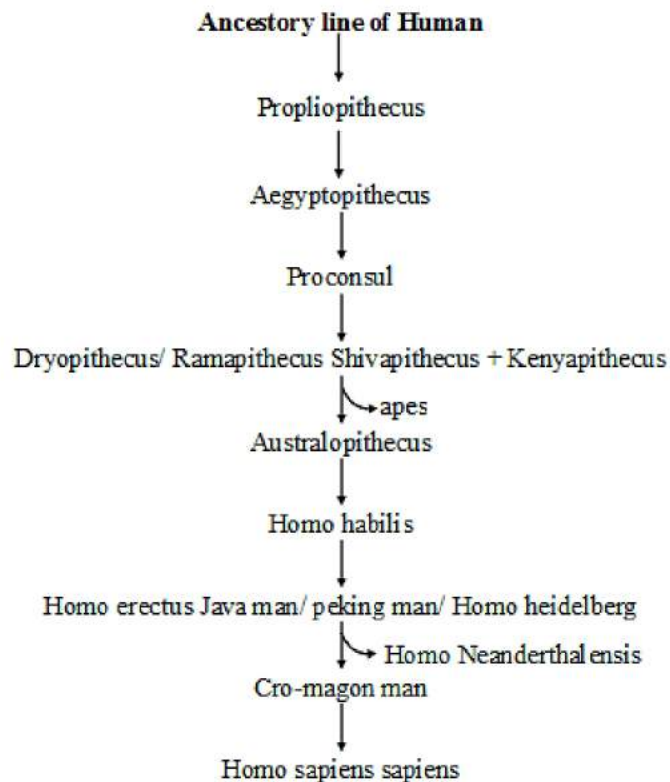 Ancestory line of Human
Propliopithecus
Aegyptopithecus
Proconsul
Dryopithecus/ Ramapithecus Shivapithecus + Kenyapithecus
apes
Australopithecus
Homo habilis
Homo erectus Java man/ peking man/ Homo heidelberg
Homo Neanderthalensis
Cro-magon man
Homo sapiens sapiens